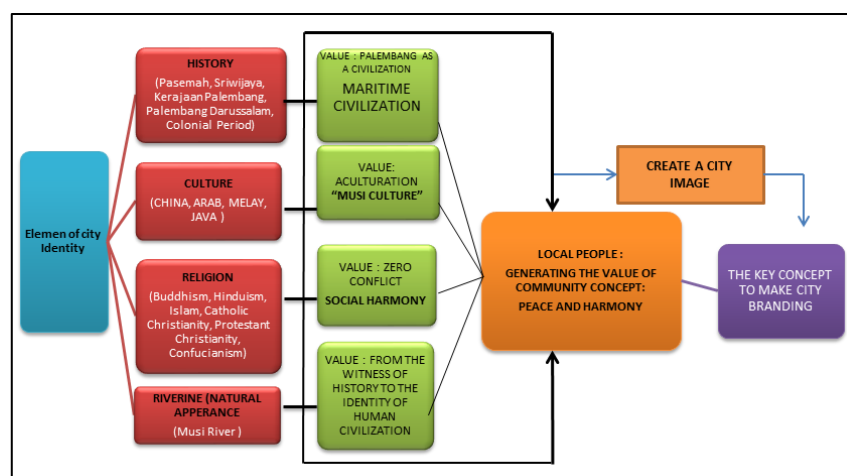 Elemen of city
Identity
HISTORY
(Pasemah, Sriwijaya,
Kerajaan Palembang,
Palembang Darussalam,
Colonial Period)
CULTURE
(CHINA, ARAB, MELAY,
JAVA )
RELIGION
(Buddhism, Hinduism,
Islam, Catholic
Christianity, Protestant
Christianity,
Confucianism)
RIVERINE (NATURAL
APPERANCE
(Musi River )
VALUE : PALEMBANG AS
A CIVILIZATION
MARITIME
CIVILIZATION
VALUE:
ACULTURATION
“MUSI CULTURE”
VALUE : ZERO
CONFLICT
SOCIAL HARMONY
VALUE : FROM THE
WITNESS OF
HISTORY TO THE
IDENTITY OF
HUMAN
CIVILIZATION
LOCAL PEOPLE :
GENERATING THE VALUE OF
COMMUNITY CONCEPT:
PEACE AND HARMONY
CREATE A CITY
IMAGE
THE KEY CONCEPT
TO MAKE CITY
BRANDING